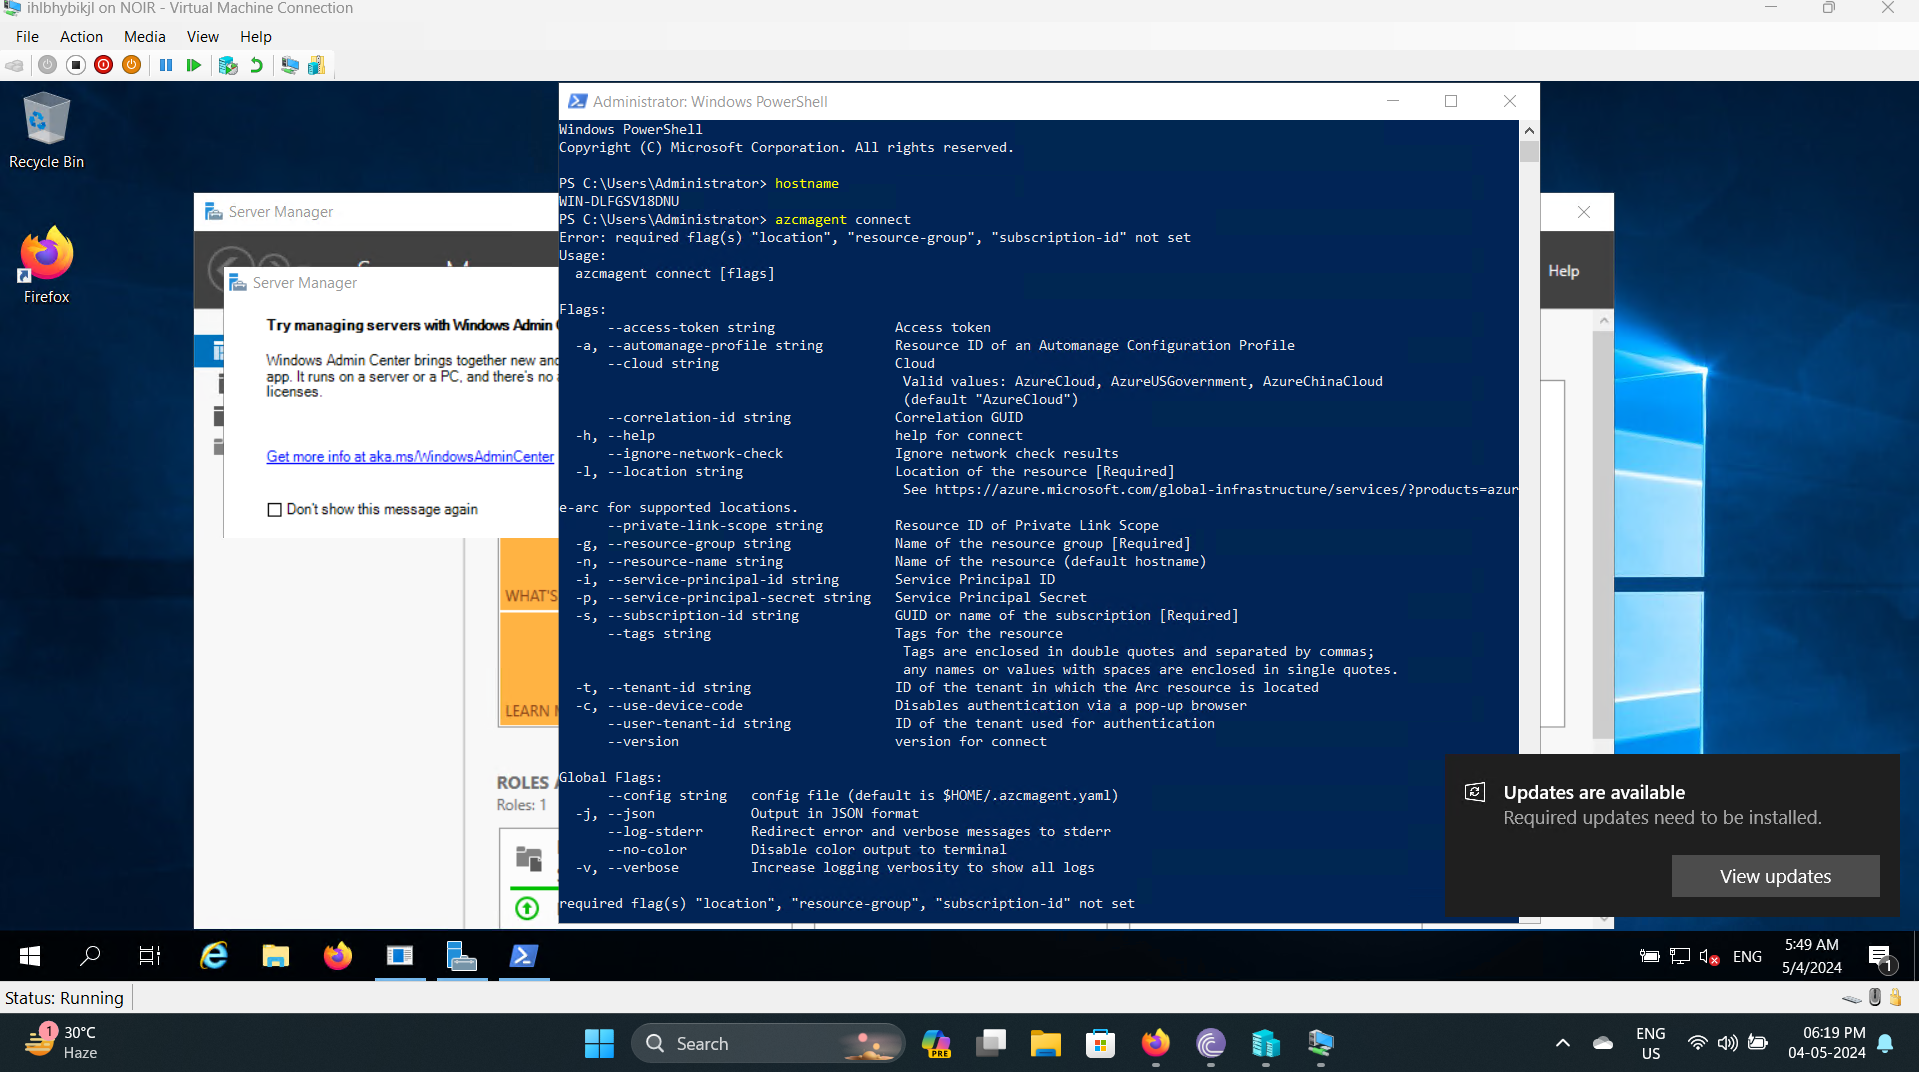 ihlbhybikjl on NOIR - Virtual Machine Connection
File Action Media View Help
Recycle Bin
Firefox
Server Manager
Help
Server Manager
Try managing servers with Windows Admin
Windows Admin Center brings together new and
app. It runs on a server or a PC, and there's no
licenses.
Get more info at aka.ms/WindowsAdminCenter
Don't show this message again
WHAT'S
LEARN
ROLES
Roles: 1
Administrator: Windows PowerShell
Windows PowerShell
Copyright (C) Microsoft Corporation. All rights reserved.
PS C:\Users\Administrator> hostname
WIN-DLFGSV18DNU
PS C:\Users\Administrator> azcmagent connect
Error: required flag(s) "location", "resource-group", "subscription-id" not set
Usage:
azcmagent connect [flags]
Flags:
--access-token string Access token
-a, --automanage-profile string Resource ID of an Automanage Configuration Profile
--cloud string Cloud
Valid values: AzureCloud, AzureUSGovernment, AzureChinaCloud
(default "AzureCloud")
--correlation-id string Correlation GUID
-h, --help help for connect
--ignore-network-check Ignore network check results
-l, --location string Location of the resource [Required]
See https://azure.microsoft.com/global-infrastructure/services/?products=azur
e-arc for supported locations.
--private-link-scope string Resource ID of Private Link Scope
-g, --resource-group string Name of the resource group [Required]
-n, --resource-name string Name of the resource (default hostname)
-i, --service-principal-id string Service Principal ID
-p, --service-principal-secret string Service Principal Secret
-s, --subscription-id string GUID or name of the subscription [Required]
--tags string Tags for the resource
Tags are enclosed in double quotes and separated by commas;
any names or values with spaces are enclosed in single quotes.
-t, --tenant-id string ID of the tenant in which the Arc resource is located
-c, --use-device-code Disables authentication via a pop-up browser
--user-tenant-id string ID of the tenant used for authentication
--version version for connect
Global Flags:
--config string config file (default is $HOME/.azcmagent.yaml)
-j, --json Output in JSON format
--log-stderr Redirect error and verbose messages to stderr
--no-color Disable color output to terminal
-v, --verbose Increase logging verbosity to show all logs
required flag(s) "location", "resource-group", "subscription-id" not set
Updates are available
Required updates need to be installed.
View updates
ENG
5:49 AM
5/4/2024
1
Status: Running
1
30°C
Haze
Search
PRE
ENG
US
06:19 PM
04-05-2024